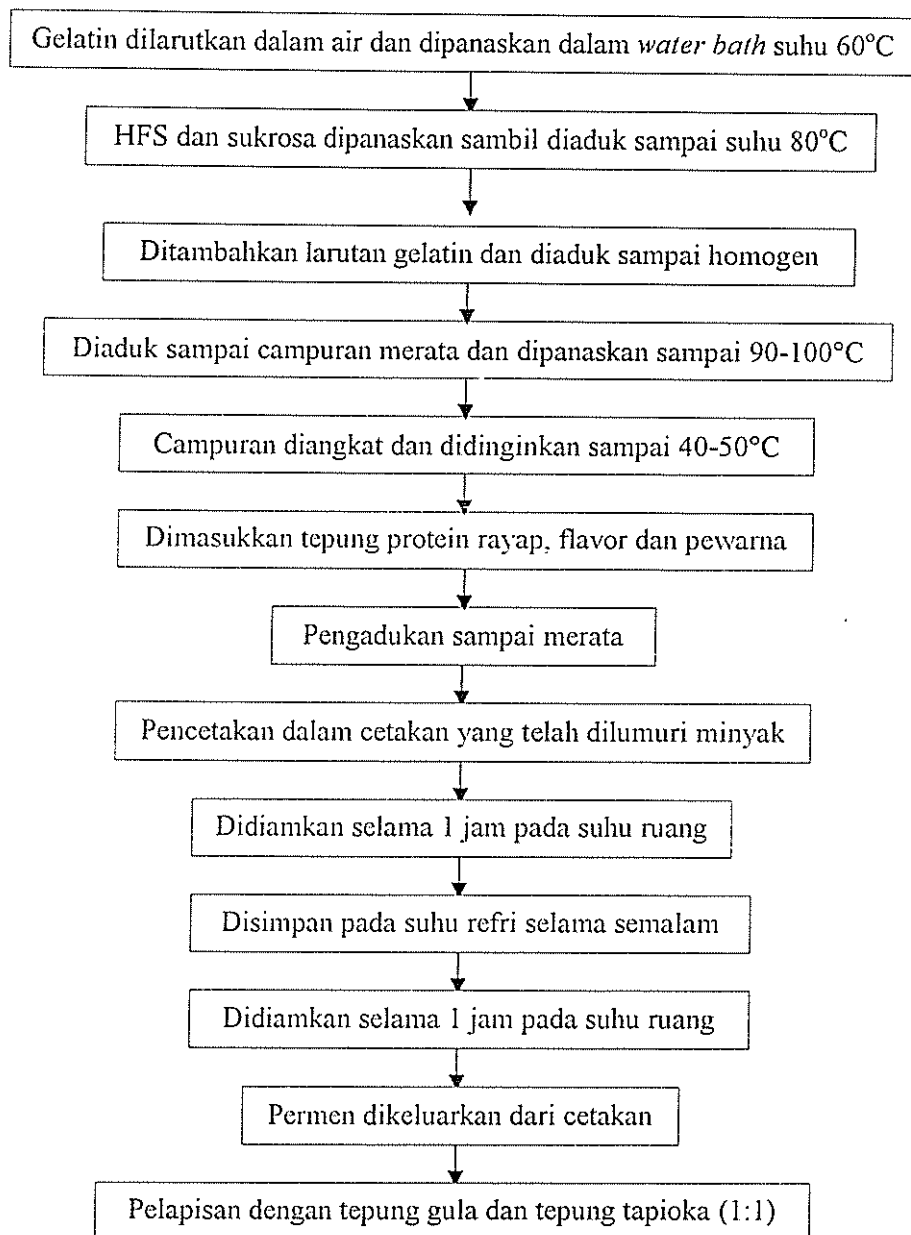 Gelatin dilarutkan dalam air dan dipanaskan dalam water bath suhu 60°C
HFS dan sukrosa dipanaskan sambil diaduk sampai suhu 80°C
Ditambahkan larutan gelatin dan diaduk sampai homogen
Diaduk sampai campuran merata dan dipanaskan sampai 90-100°C
Campuran diangkat dan didinginkan sampai 40-50°C
Dimasukkan tepung protein rayap, flavor dan pewarna
Pengadukan sampai merata
Pencetakan dalam cetakan yang telah dilumuri minyak
Didiamkan selama 1 jam pada suhu ruang
Disimpan pada suhu refri selama semalam
Didiamkan selama 1 jam pada suhu ruang
Permen dikeluarkan dari cetakan
Pelapisan dengan tepung gula dan tepung tapioka (1:1)